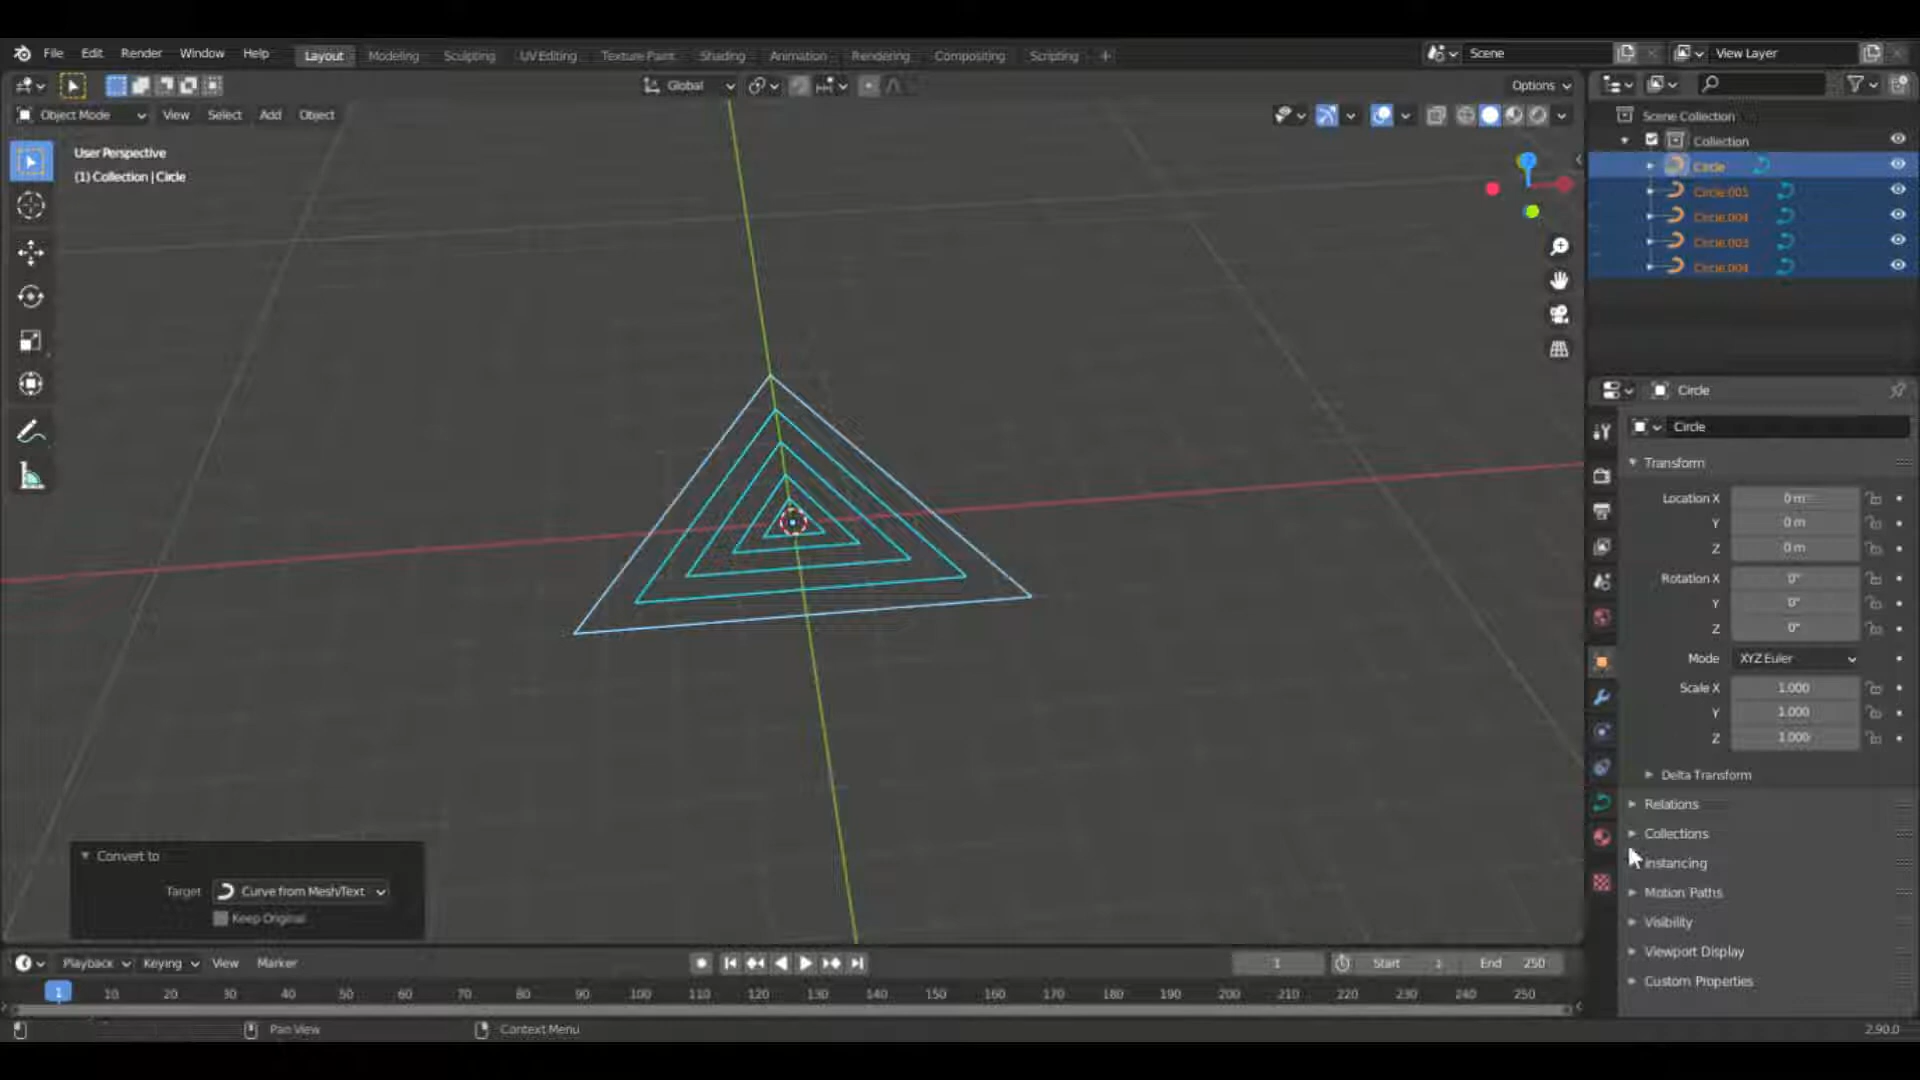 File Edit Render Window Help Layout Modeling Sculpting UV Editing Texture Paint Shading Animation Rendering Compositing Scripting + Scene View Layer
Global Options
Object Mode View Select Add Object
User Perspective
(1) Collection | Circle
Scene Collection
Collection
Circle
Circle.001
Circle.003
Circle
Circle
Transform
Location X 0 m
Y 0 m
Z 0 m
Rotation X 0°
Y 0°
Z 0°
Mode XYZ Euler
Scale X 1.000
Y 1.000
Z 1.000
Delta Transform
Relations
Collections
Instancing
Motion Paths
Visibility
Viewport Display
Custom Properties
Convert to
Target Curve from Mesh/Text
Keep Original
Playback Keying View Marker 1 Start 1 End 250
1 10 20 30 40 50 60 70 80 90 100 110 120 130 140 150 160 170 180 190 200 210 220 230 240 250
Pan View Context Menu 2.90.0